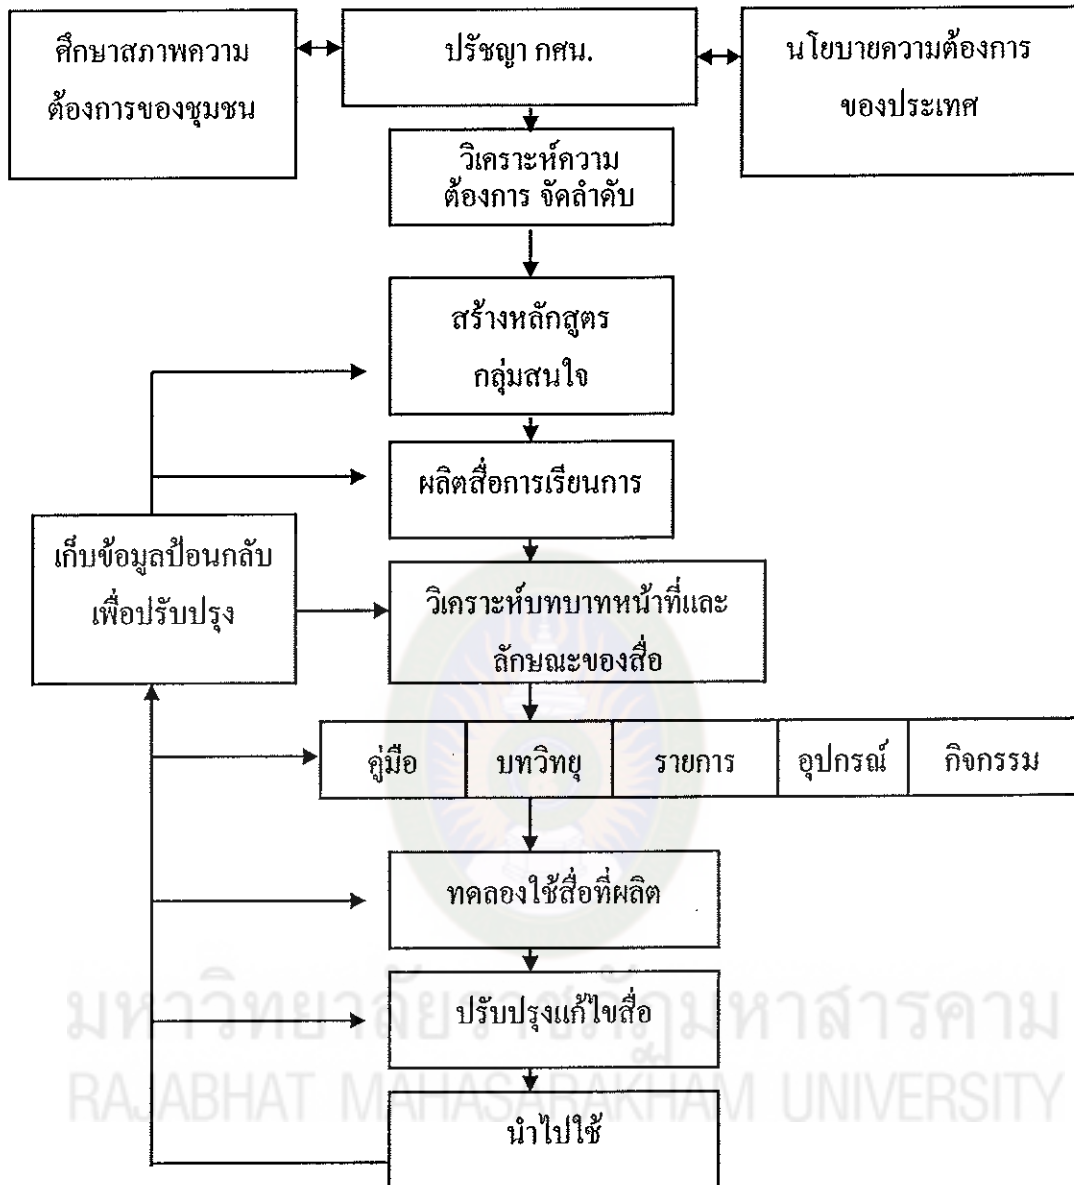 ศึกษาสภาพความ
ต้องการของชุมชน
ปรัชญา กศน.
นโยบายความต้องการ
ของประเทศ
วิเคราะห์ความ
ต้องการ จัดลำดับ
สร้างหลักสูตร
กลุ่มสนใจ
ผลิตสื่อการเรียนการ
เก็บข้อมูลป้อนกลับ
เพื่อปรับปรุง
วิเคราะห์บทบาทหน้าที่และ
ลักษณะของสื่อ
คู่มือ บทวิทยุ รายการ อุปกรณ์ กิจกรรม
ทดลองใช้สื่อที่ผลิต
ปรับปรุงแก้ไขสื่อ
มหาวิทยาลัยราชภัฏมหาสารคาม
RAJABHAT MAHASARAKHAM UNIVERSITY
นำไปใช้